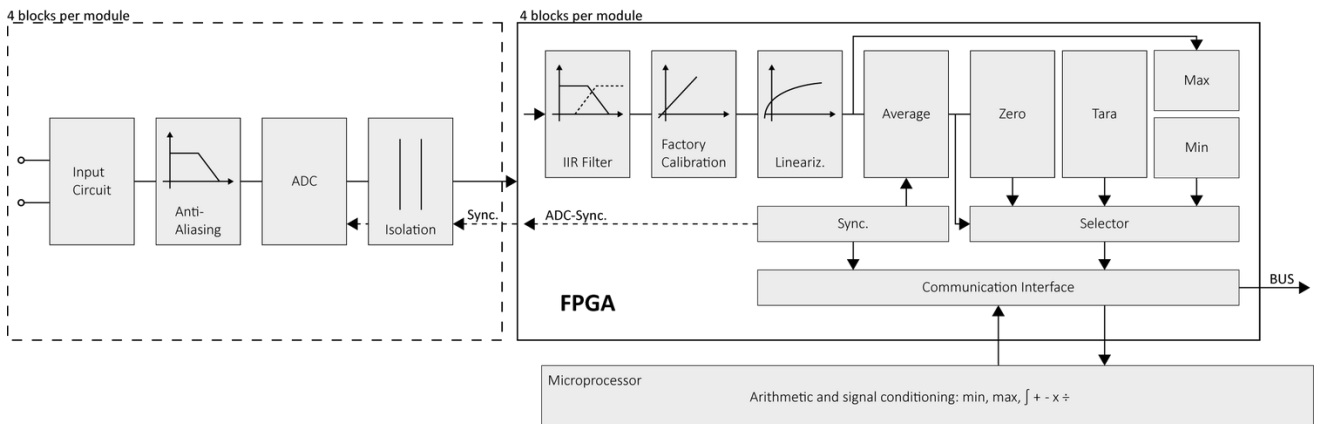 4 blocks per module
4 blocks per module
Input
Circuit
Anti-
Aliasing
ADC
Isolation
Sync.
ADC-Sync.
IIR Filter
Factory
Calibration
Lineariz.
Average
Zero
Tara
Max
Min
Sync.
Selector
Communication Interface
BUS
FPGA
Microprocessor
Arithmetic and signal conditioning: min, max, ∫ + - x ÷